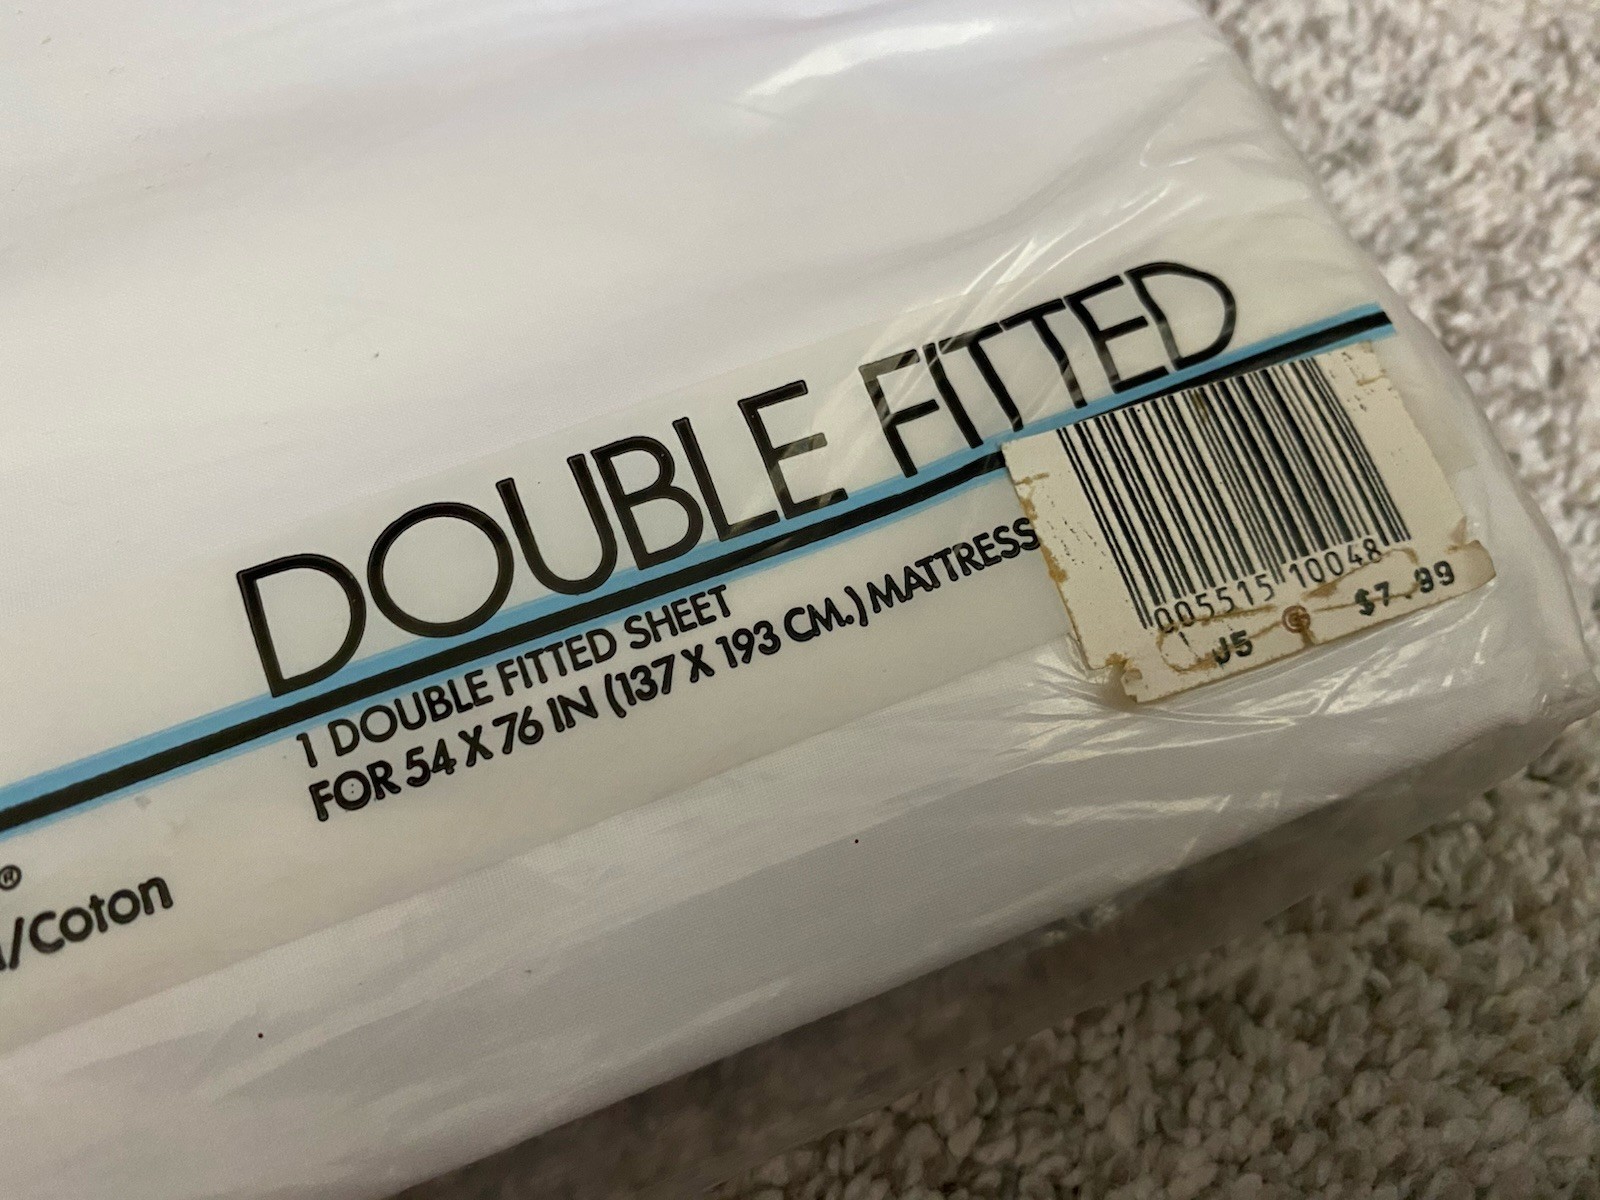 DOUBLE FITTED
1 DOUBLE FITTED SHEET
FOR 54 X 76 IN (137 X 193 CM.) MATTRESS
005515 10048
J5 $7.99
®
/Coton